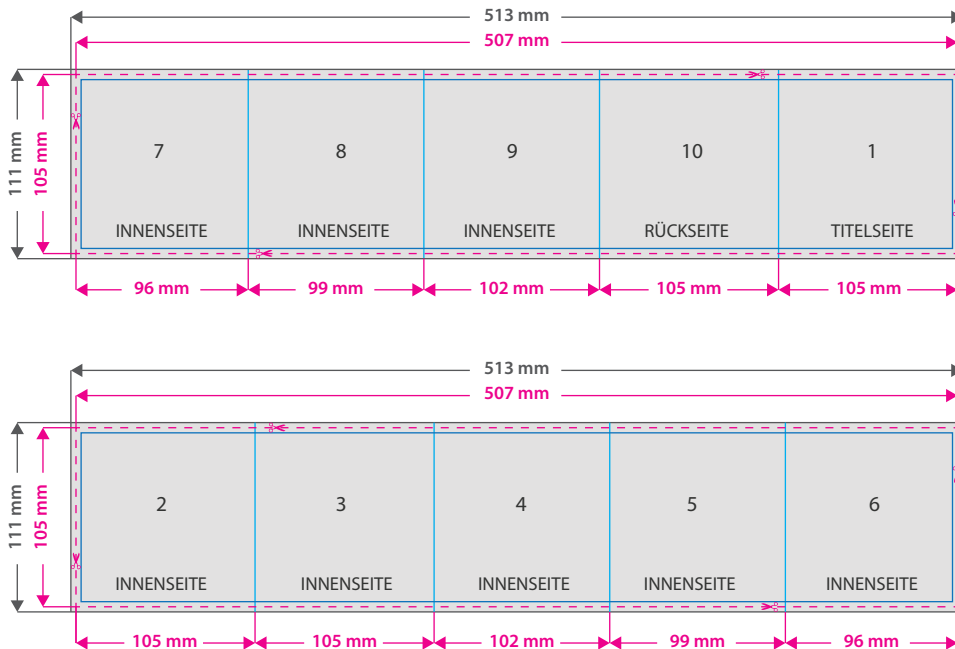 513 mm
507 mm
111 mm
105 mm
7 8 9 10 1
INNENSEITE INNENSEITE INNENSEITE RÜCKSEITE TITELSEITE
96 mm 99 mm 102 mm 105 mm 105 mm
513 mm
507 mm
111 mm
105 mm
2 3 4 5 6
INNENSEITE INNENSEITE INNENSEITE INNENSEITE INNENSEITE
105 mm 105 mm 102 mm 99 mm 96 mm